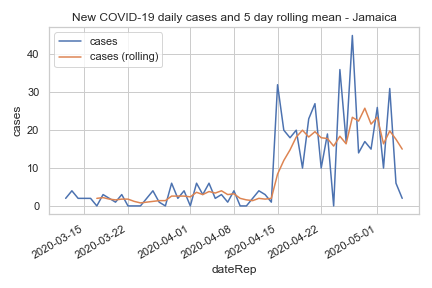 New COVID-19 daily cases and 5 day rolling mean - Jamaica
cases
cases (rolling)
cases
40
30
20
10
0
2020-03-15
2020-03-22
2020-04-01
2020-04-08
2020-04-15
2020-04-22
2020-05-01
dateRep